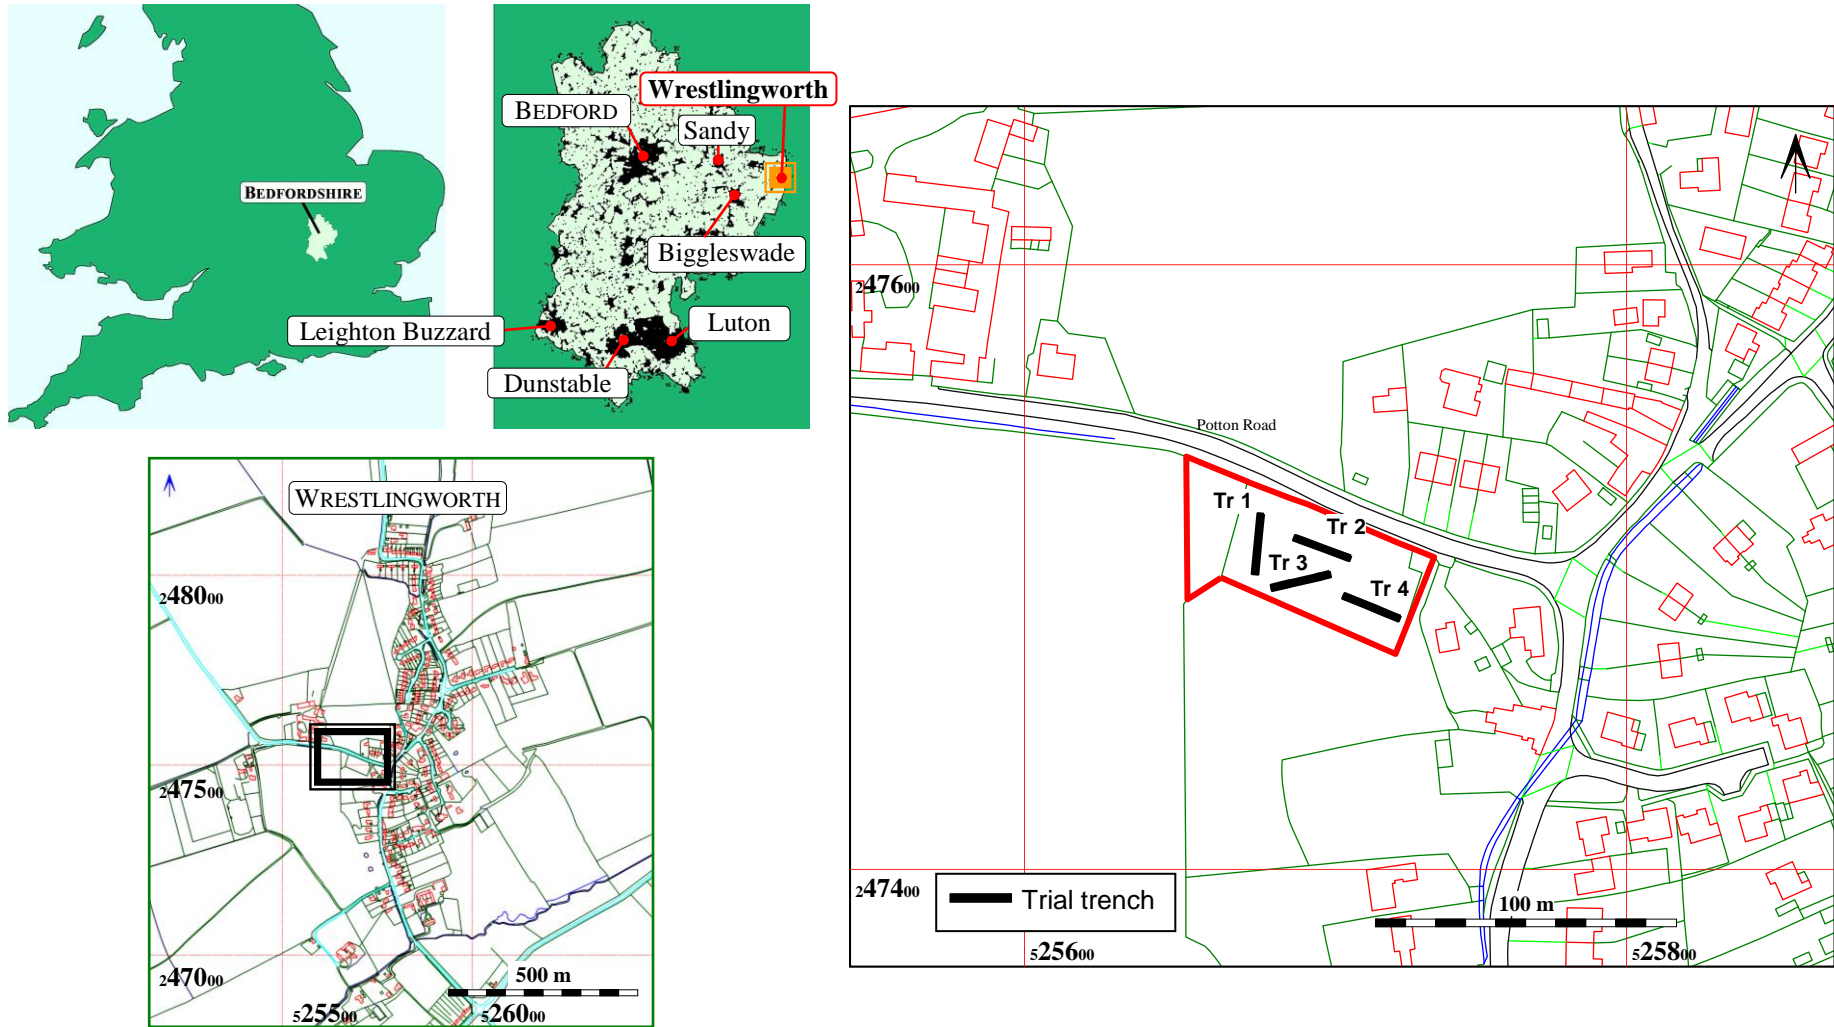 BEDFORDSHIRE
Wrestlingworth
BEDFORD
Sandy
Biggleswade
Leighton Buzzard
Luton
Dunstable
WRESTLINGWORTH
248000
247500
247000
525500
526000
500 m
Potton Road
247600
Tr 1
Tr 2
Tr 3
Tr 4
247400
Trial trench
100 m
525600
525800